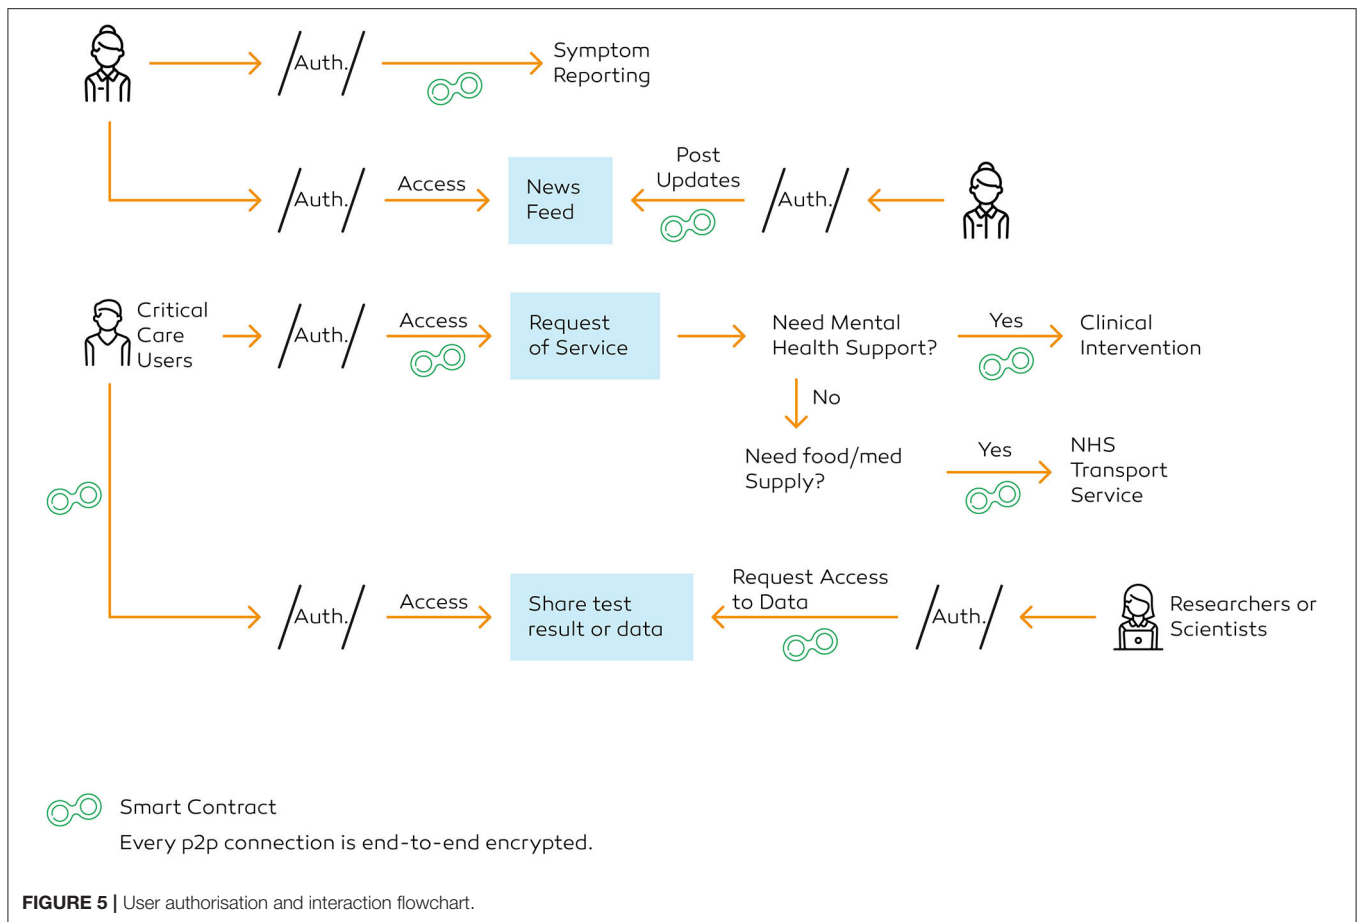 /Auth./
Symptom
Reporting
/Auth./
Access
News
Feed
Post
Updates
/Auth./
Critical
Care
Users
/Auth./
Access
Request
of Service
Need Mental
Health Support?
Yes
Clinical
Intervention
No
Need food/med
Supply?
Yes
NHS
Transport
Service
/Auth./
Access
Share test
result or data
Request Access
to Data
/Auth./
Researchers or
Scientists
Smart Contract
Every p2p connection is end-to-end encrypted.
FIGURE 5 | User authorisation and interaction flowchart.